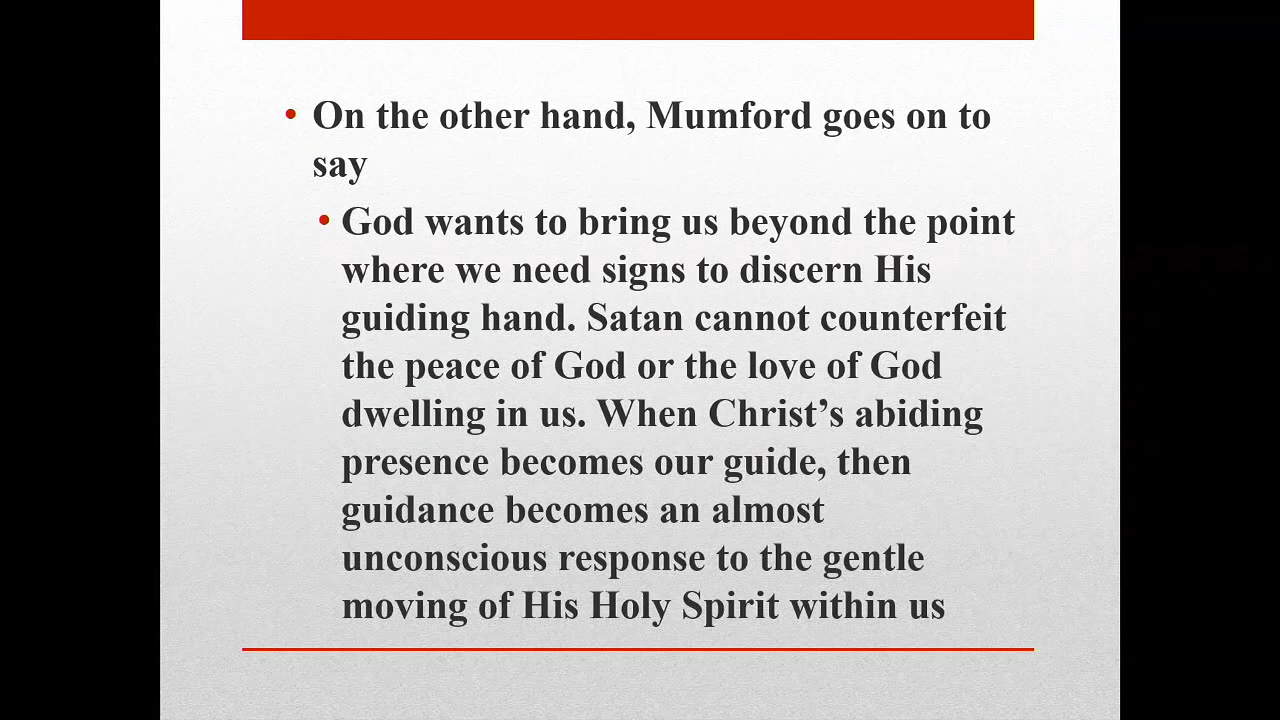 • On the other hand, Mumford goes on to
say
• God wants to bring us beyond the point
where we need signs to discern His
guiding hand. Satan cannot counterfeit
the peace of God or the love of God
dwelling in us. When Christ’s abiding
presence becomes our guide, then
guidance becomes an almost
unconscious response to the gentle
moving of His Holy Spirit within us